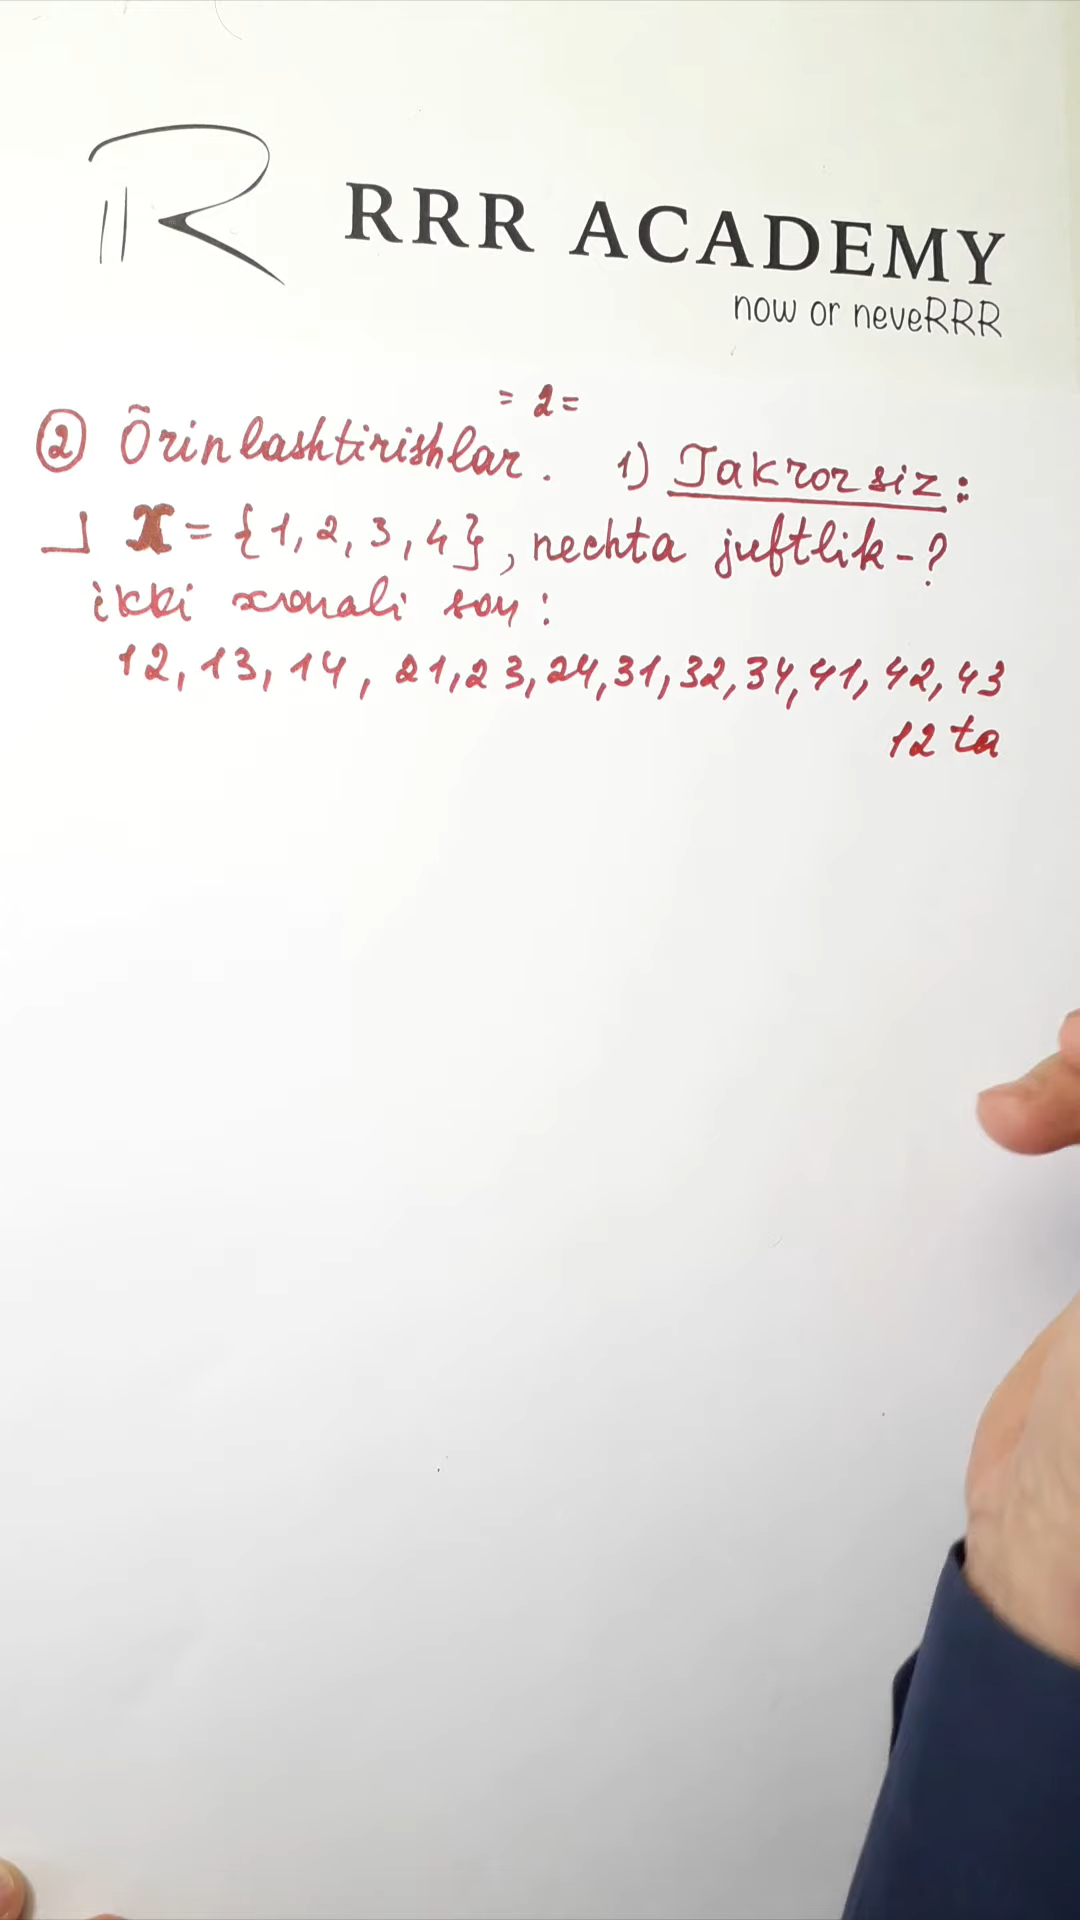 RRR ACADEMY
now or neveRRR
= 2 =
② Õrinlashtirishlar. 1) Takrorsiz:
X = {1, 2, 3, 4}, nechta juftlik - ?
ikki xonali son:
12, 13, 14, 21, 23, 24, 31, 32, 34, 41, 42, 43
12 ta